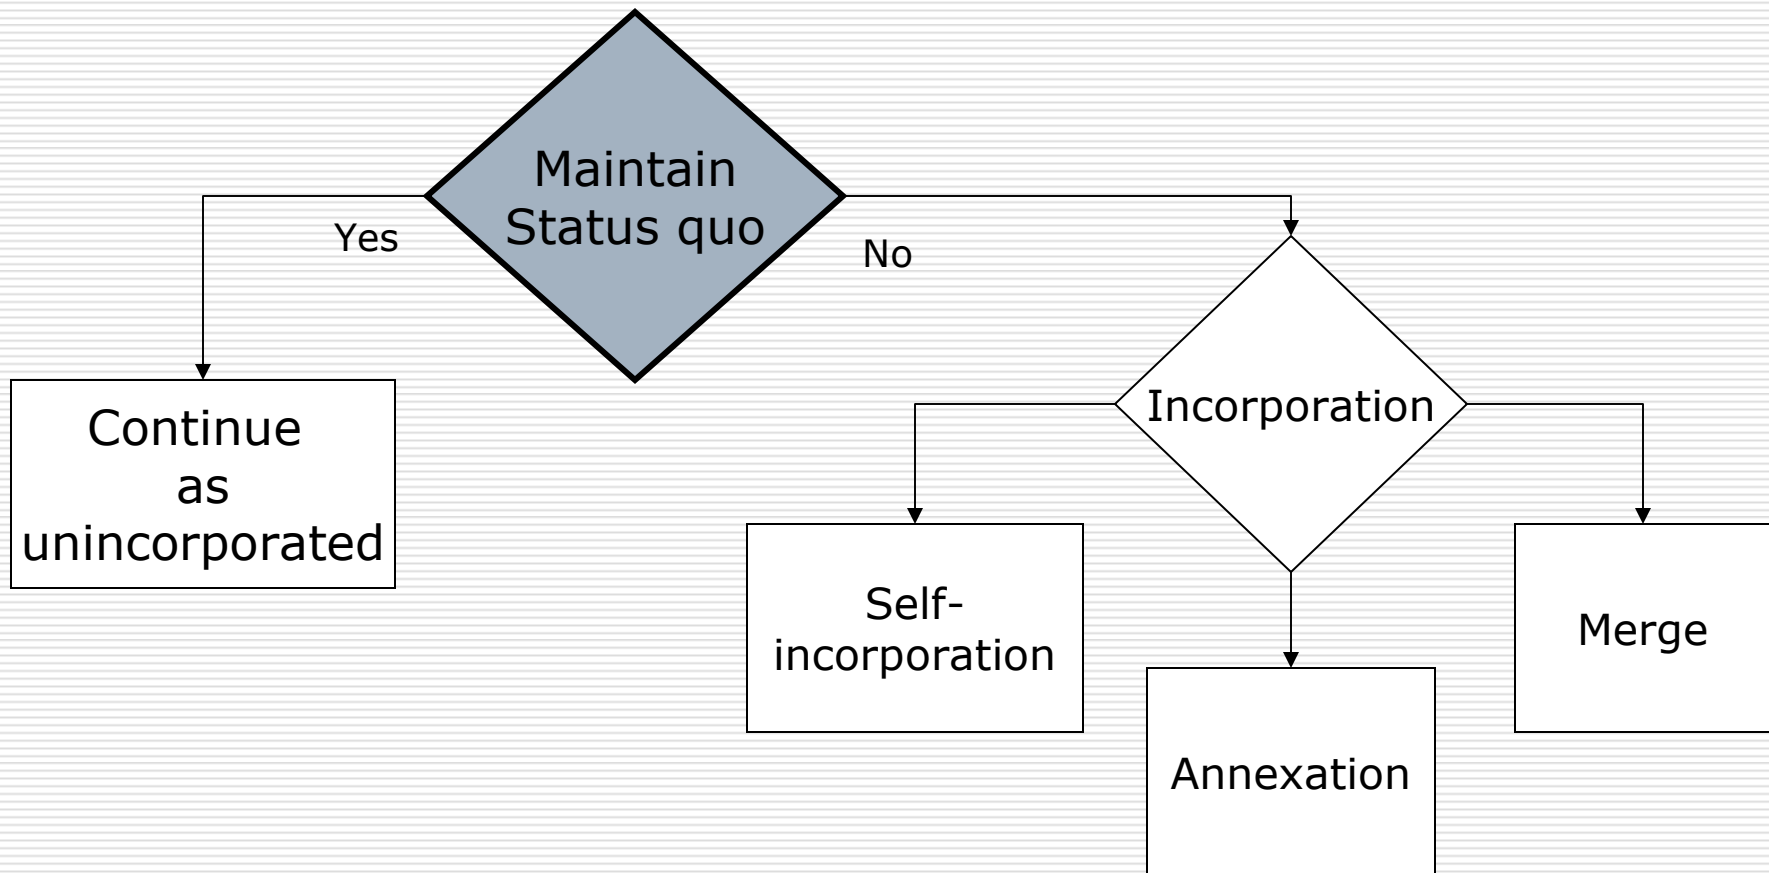 Maintain
Status quo
Yes
No
Continue
as
unincorporated
Incorporation
Self-
incorporation
Annexation
Merge